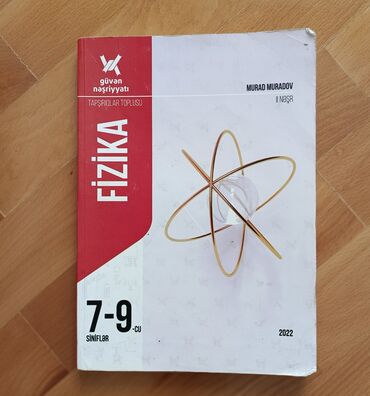 güvən
nəşriyyatı
TAPŞIRIQLAR TOPLUSU
FİZİKA
MURAD MURADOV
II NƏŞR
7-9-CU
SİNİFLƏR
2022